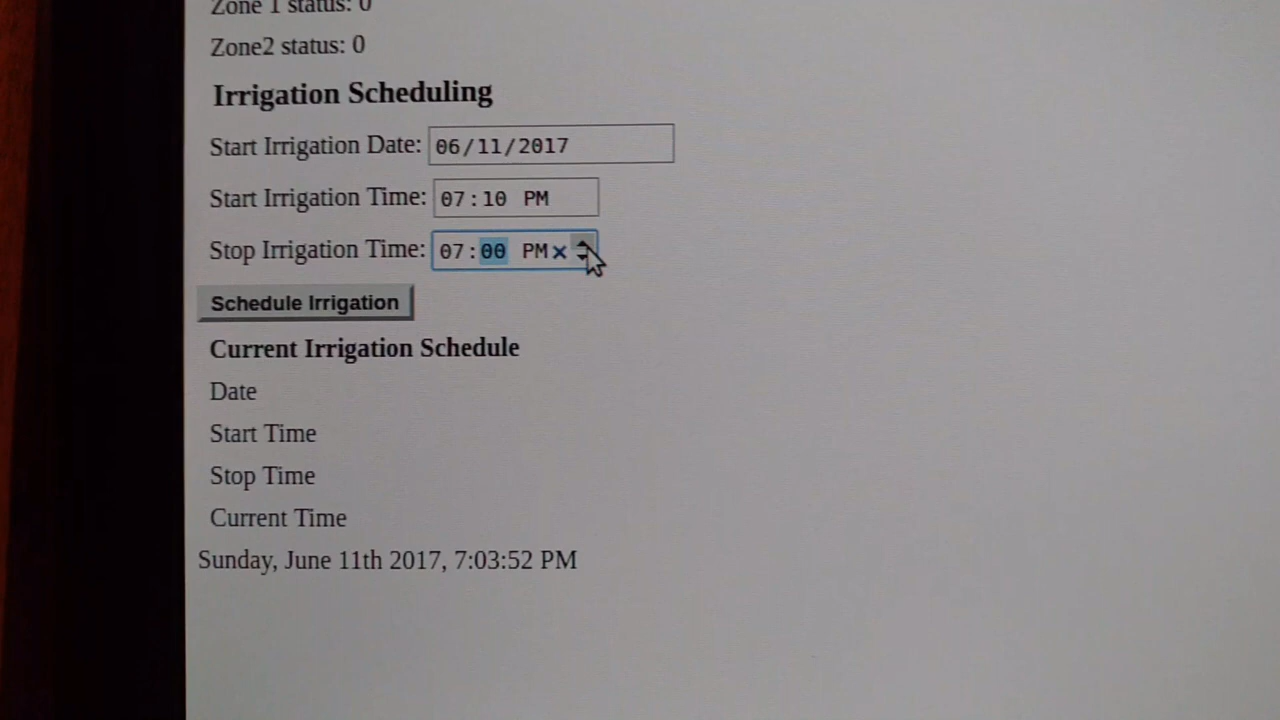 Zone 1 status: 0
Zone2 status: 0
Irrigation Scheduling
Start Irrigation Date: 06/11/2017
Start Irrigation Time: 07:10 PM
Stop Irrigation Time: 07:00 PM×
Schedule Irrigation
Current Irrigation Schedule
Date
Start Time
Stop Time
Current Time
Sunday, June 11th 2017, 7:03:52 PM